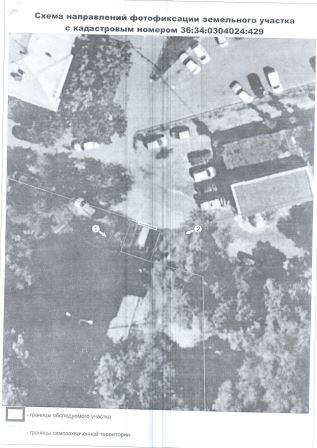 Схема направлений фотофиксации земельного участка
с кадастровым номером 36:34:0304024:429
1
2
- границы обследуемого участка
- границы самозахваченной территории